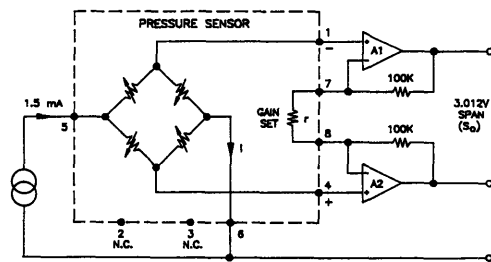 PRESSURE SENSOR
1
−
+
A1
−
1.5 mA
5
7
100K
GAIN
SET
r
3.012V
SPAN
(S₀)
8
100K
I
−
A2
+
4
+
2
N.C.
3
N.C.
6